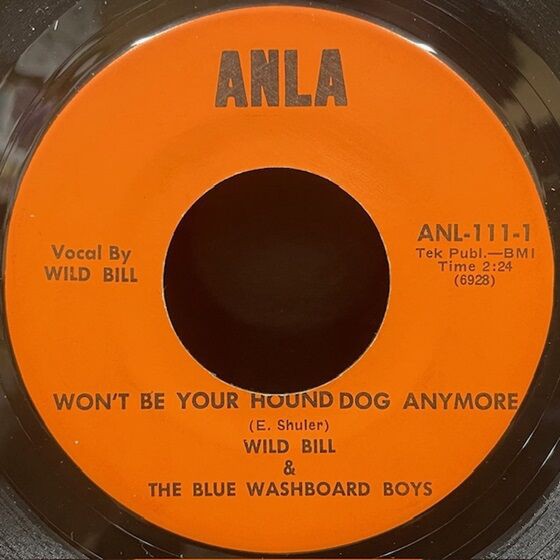 ANLA
Vocal By
WILD BILL
ANL-111-1
Tek Publ.—BMI
Time 2:24
(6928)
WON'T BE YOUR HOUND DOG ANYMORE
(E. Shuler)
WILD BILL
&
THE BLUE WASHBOARD BOYS